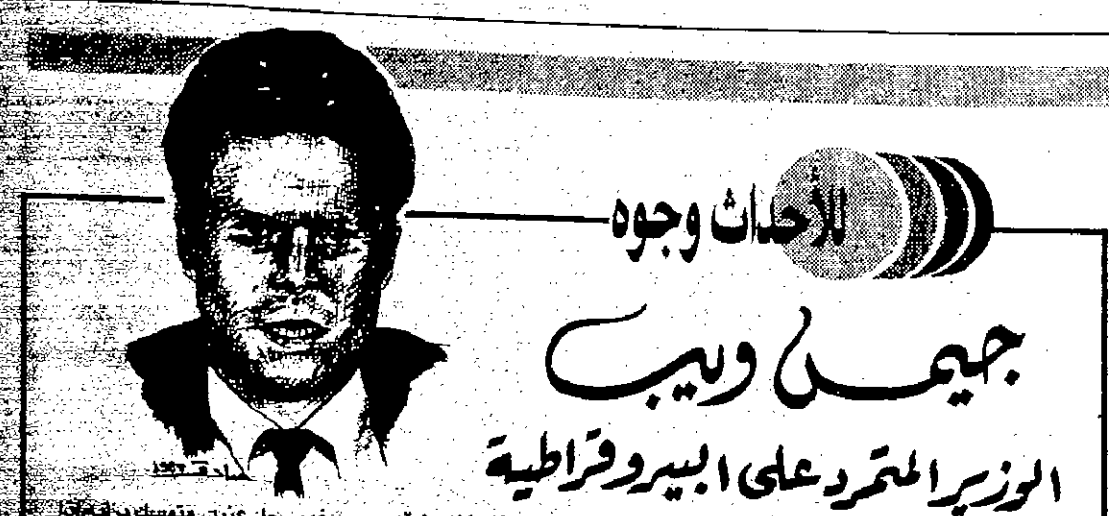 للأحداث وجوه
جيمس ويب
الوزير المتمرد على البيروقراطية